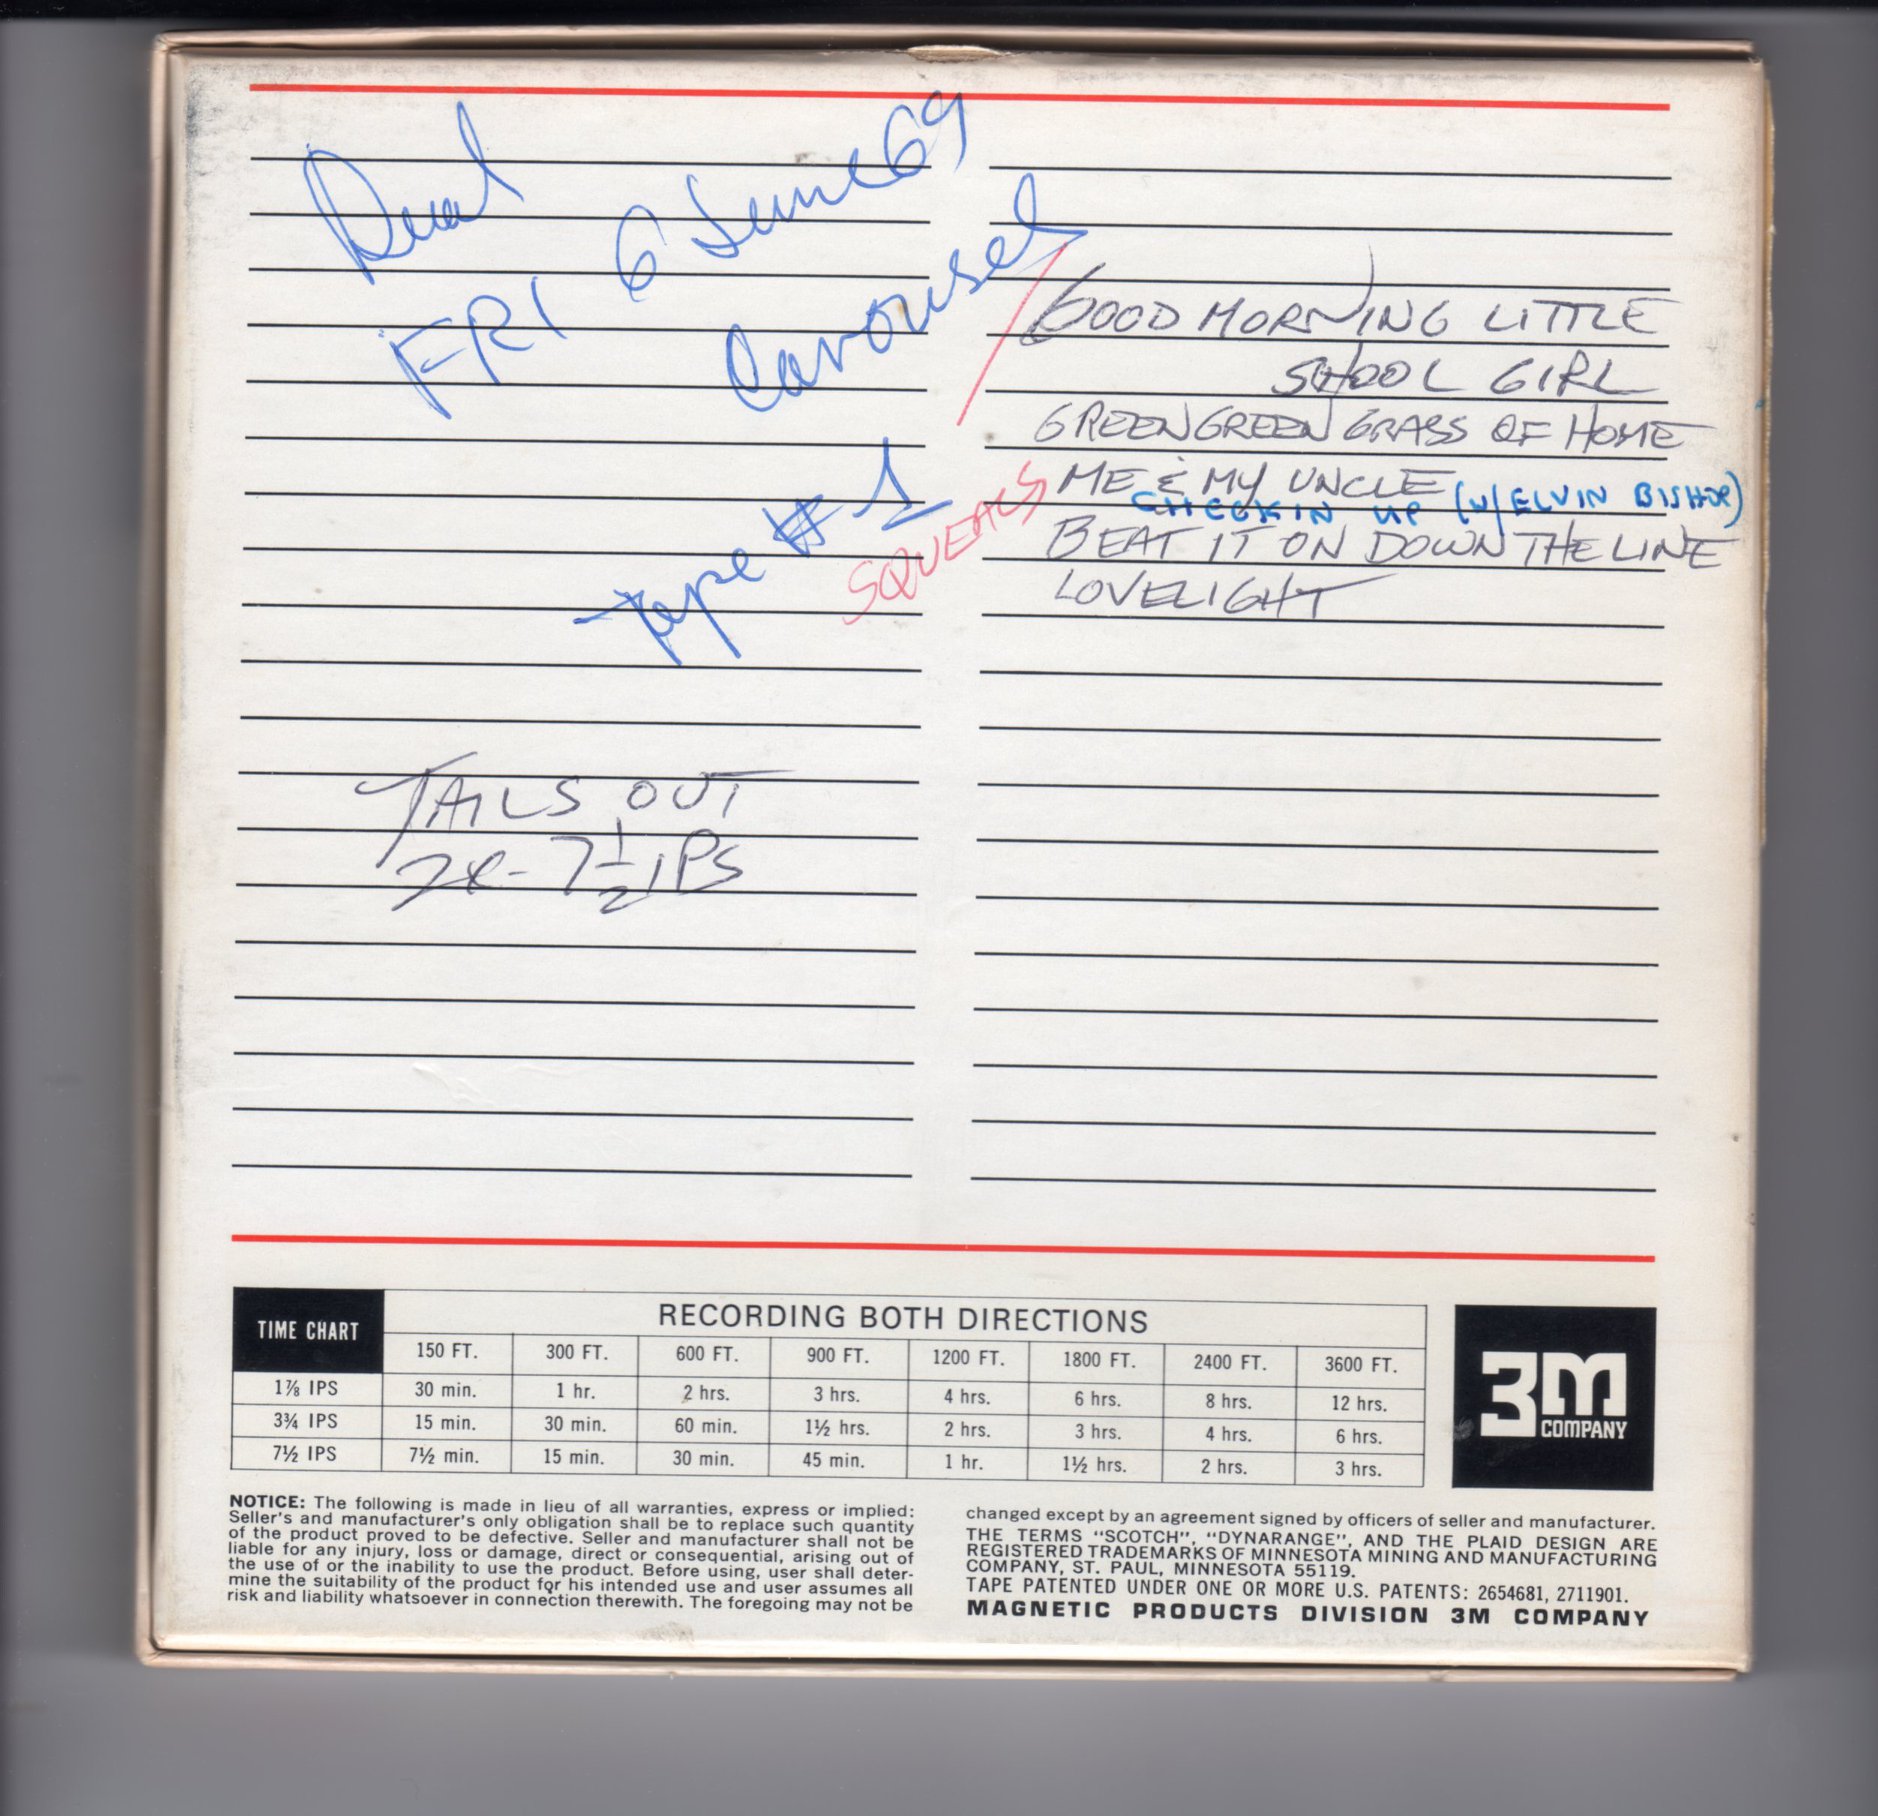 Dual
FRI 6 June 69
Carousel
Tape #1
SQUEALS
GOOD MORNING LITTLE
SHOOL GIRL
GREEN GREEN GRASS OF HOME
ME & MY UNCLE
CHECKIN UP (W/ELVIN BISHOP)
BEAT IT ON DOWN THE LINE
LOVELIGHT
TAILS OUT
7½ IPS
TIME CHART
RECORDING BOTH DIRECTIONS
150 FT. 300 FT. 600 FT. 900 FT. 1200 FT. 1800 FT. 2400 FT. 3600 FT.
1⅞ IPS 30 min. 1 hr. 2 hrs. 3 hrs. 4 hrs. 6 hrs. 8 hrs. 12 hrs.
3¾ IPS 15 min. 30 min. 60 min. 1½ hrs. 2 hrs. 3 hrs. 4 hrs. 6 hrs.
7½ IPS 7½ min. 15 min. 30 min. 45 min. 1 hr. 1½ hrs. 2 hrs. 3 hrs.
3M
COMPANY
NOTICE: The following is made in lieu of all warranties, express or implied:
Seller's and manufacturer's only obligation shall be to replace such quantity
of the product proved to be defective. Seller and manufacturer shall not be
liable for any injury, loss or damage, direct or consequential, arising out of
the use of or the inability to use the product. Before using, user shall deter-
mine the suitability of the product for his intended use and user assumes all
risk and liability whatsoever in connection therewith. The foregoing may not be
changed except by an agreement signed by officers of seller and manufacturer.
THE TERMS "SCOTCH", "DYNARANGE", AND THE PLAID DESIGN ARE
REGISTERED TRADEMARKS OF MINNESOTA MINING AND MANUFACTURING
COMPANY, ST. PAUL, MINNESOTA 55119.
TAPE PATENTED UNDER ONE OR MORE U.S. PATENTS: 2654681, 2711901.
MAGNETIC PRODUCTS DIVISION 3M COMPANY